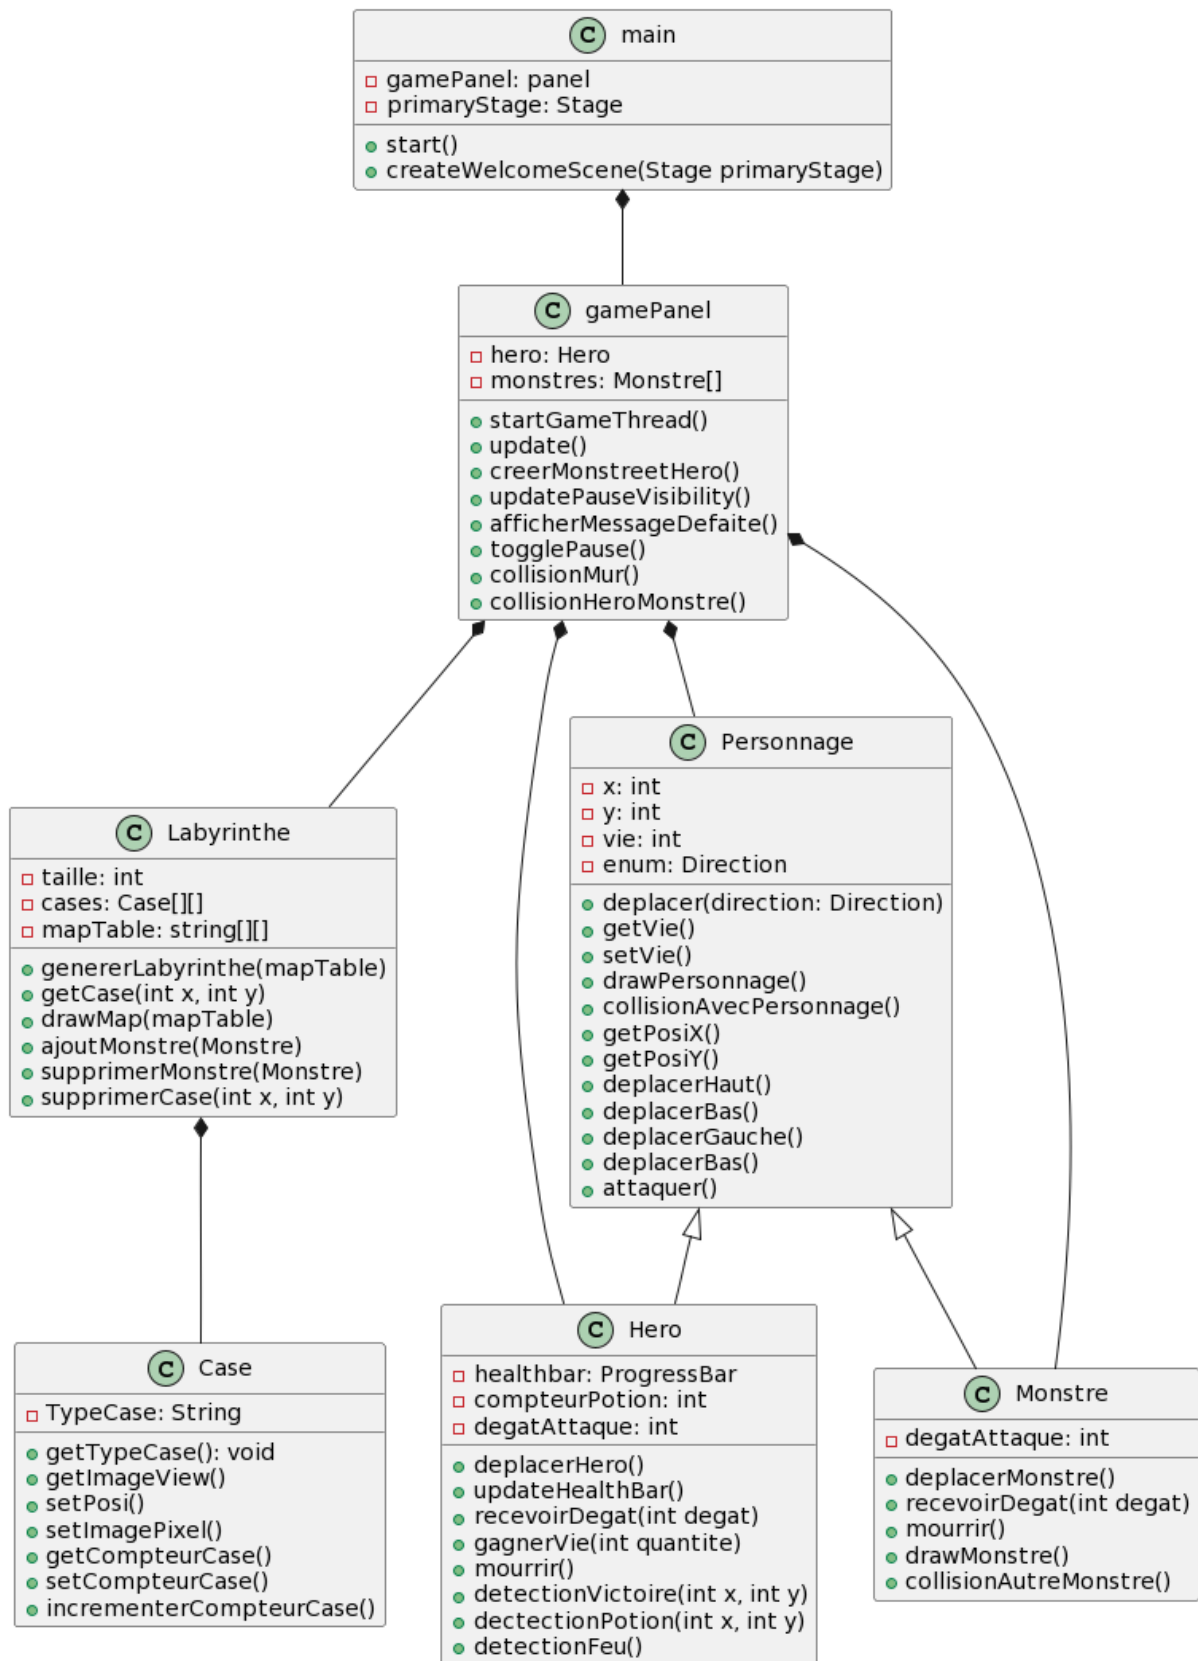 C main
gamePanel: panel
primaryStage: Stage
start()
createWelcomeScene(Stage primaryStage)
C gamePanel
hero: Hero
monstres: Monstre[]
startGameThread()
update()
creerMonstreetHero()
updatePauseVisibility()
afficherMessageDefaite()
togglePause()
collisionMur()
collisionHeroMonstre()
C Personnage
x: int
y: int
vie: int
enum: Direction
deplacer(direction: Direction)
getVie()
setVie()
drawPersonnage()
collisionAvecPersonnage()
getPosiX()
getPosiY()
deplacerHaut()
deplacerBas()
deplacerGauche()
deplacerBas()
attaquer()
C Labyrinthe
taille: int
cases: Case[][]
mapTable: string[][]
genererLabyrinthe(mapTable)
getCase(int x, int y)
drawMap(mapTable)
ajoutMonstre(Monstre)
supprimerMonstre(Monstre)
supprimerCase(int x, int y)
C Case
TypeCase: String
getTypeCase(): void
getImageView()
setPosi()
setImagePixel()
getCompteurCase()
setCompteurCase()
incrementerCompteurCase()
C Hero
healthbar: ProgressBar
compteurPotion: int
degatAttaque: int
deplacerHero()
updateHealthBar()
recevoirDegat(int degat)
gagnerVie(int quantite)
mourrir()
detectionVictoire(int x, int y)
dectectionPotion(int x, int y)
detectionFeu()
C Monstre
degatAttaque: int
deplacerMonstre()
recevoirDegat(int degat)
mourrir()
drawMonstre()
collisionAutreMonstre()